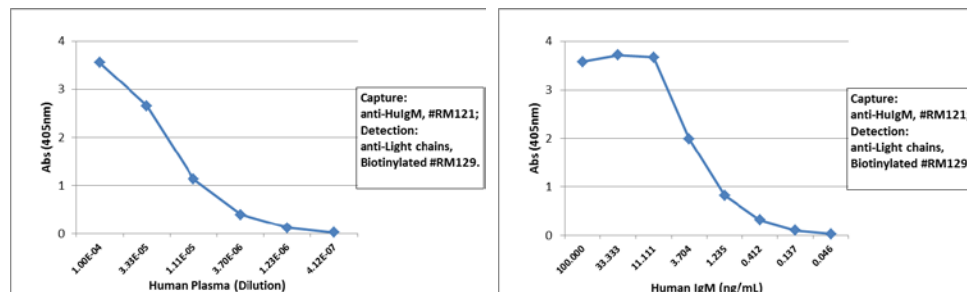 4
3
2
1
0
Abs (405nm)
1.00E-04
3.33E-05
1.11E-05
3.70E-06
1.23E-06
4.12E-07
Human Plasma (Dilution)
Capture:
anti-HuIgM, #RM121;
Detection:
anti-Light chains,
Biotinylated #RM129.
4
3
2
1
0
Abs (405nm)
100.000
33.333
11.111
3.704
1.235
0.412
0.137
0.046
Human IgM (ng/mL)
Capture:
anti-HuIgM, #RM121;
Detection:
anti-Light chains,
Biotinylated #RM129